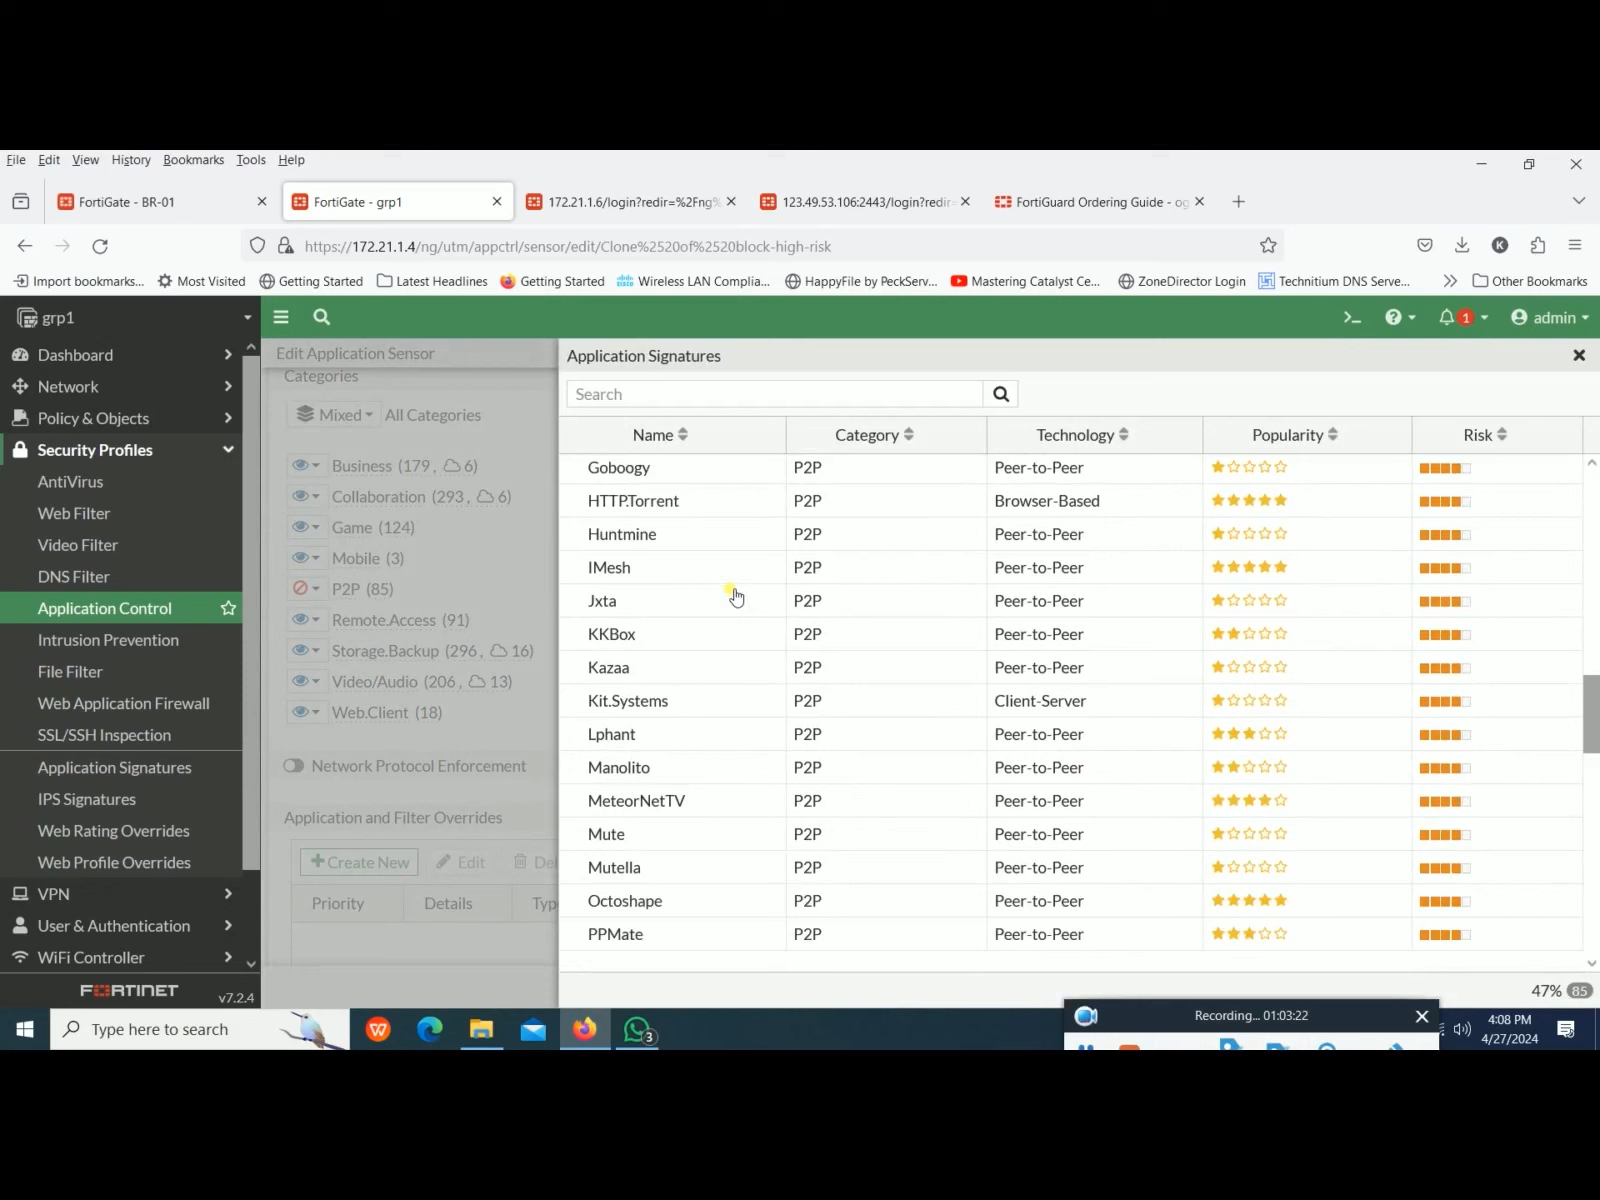 File Edit View History Bookmarks Tools Help
FortiGate - BR-01
FortiGate - grp1
172.21.1.6/login?redir=%2Fng%
123.49.53.106:2443/login?redir=
FortiGuard Ordering Guide - og
https://172.21.1.4/ng/utm/appctrl/sensor/edit/Clone%2520of%2520block-high-risk
K
Import bookmarks... Most Visited Getting Started Latest Headlines Getting Started Wireless LAN Complia... HappyFile by PeckServ... Mastering Catalyst Ce... ZoneDirector Login Technitium DNS Serve... Other Bookmarks
grp1
1 admin
Dashboard
Network
Policy & Objects
Security Profiles
AntiVirus
Web Filter
Video Filter
DNS Filter
Application Control
Intrusion Prevention
File Filter
Web Application Firewall
SSL/SSH Inspection
Application Signatures
IPS Signatures
Web Rating Overrides
Web Profile Overrides
VPN
User & Authentication
WiFi Controller
FORTINET v7.2.4
Edit Application Sensor
Categories
Mixed All Categories
Business (179, 6)
Collaboration (293, 6)
Game (124)
Mobile (3)
P2P (85)
Remote.Access (91)
Storage.Backup (296, 16)
Video/Audio (206, 13)
Web.Client (18)
Network Protocol Enforcement
Application and Filter Overrides
Create New Edit Del
Priority Details Typ
Application Signatures
Search
Name Category Technology Popularity Risk
Goboogy P2P Peer-to-Peer
HTTP.Torrent P2P Browser-Based
Huntmine P2P Peer-to-Peer
IMesh P2P Peer-to-Peer
Jxta P2P Peer-to-Peer
KKBox P2P Peer-to-Peer
Kazaa P2P Peer-to-Peer
Kit.Systems P2P Client-Server
Lphant P2P Peer-to-Peer
Manolito P2P Peer-to-Peer
MeteorNetTV P2P Peer-to-Peer
Mute P2P Peer-to-Peer
Mutella P2P Peer-to-Peer
Octoshape P2P Peer-to-Peer
PPMate P2P Peer-to-Peer
47% 85
Type here to search
W
3
Recording... 01:03:22
4:08 PM
4/27/2024